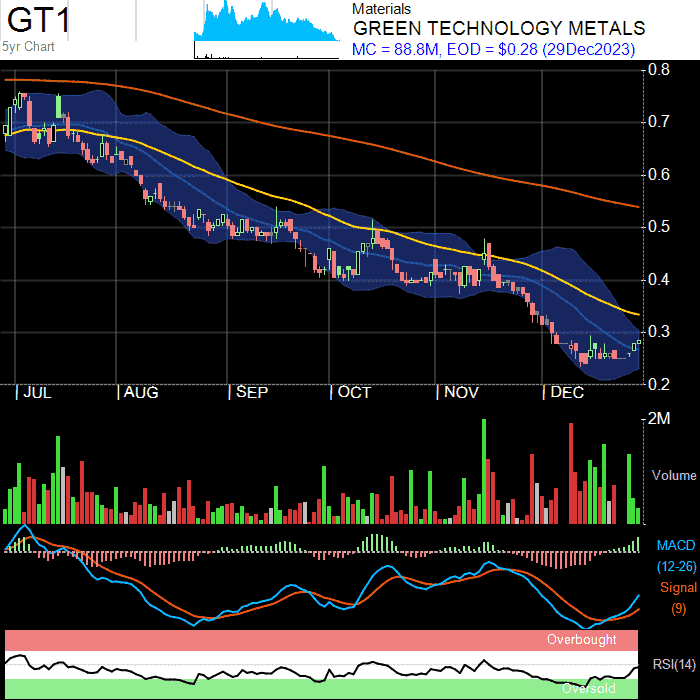 GT1
5yr Chart
Materials
GREEN TECHNOLOGY METALS
MC = 88.8M, EOD = $0.28 (29Dec2023)
0.8
0.7
0.6
0.5
0.4
0.3
0.2
JUL AUG SEP OCT NOV DEC
2M
Volume
MACD
(12-26)
Signal
(9)
Overbought
RSI(14)
Oversold